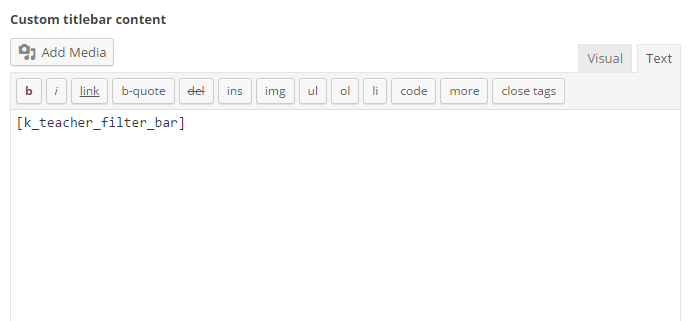 Custom titlebar content
Add Media
Visual Text
b i link b-quote del ins img ul ol li code more close tags
[k_teacher_filter_bar]